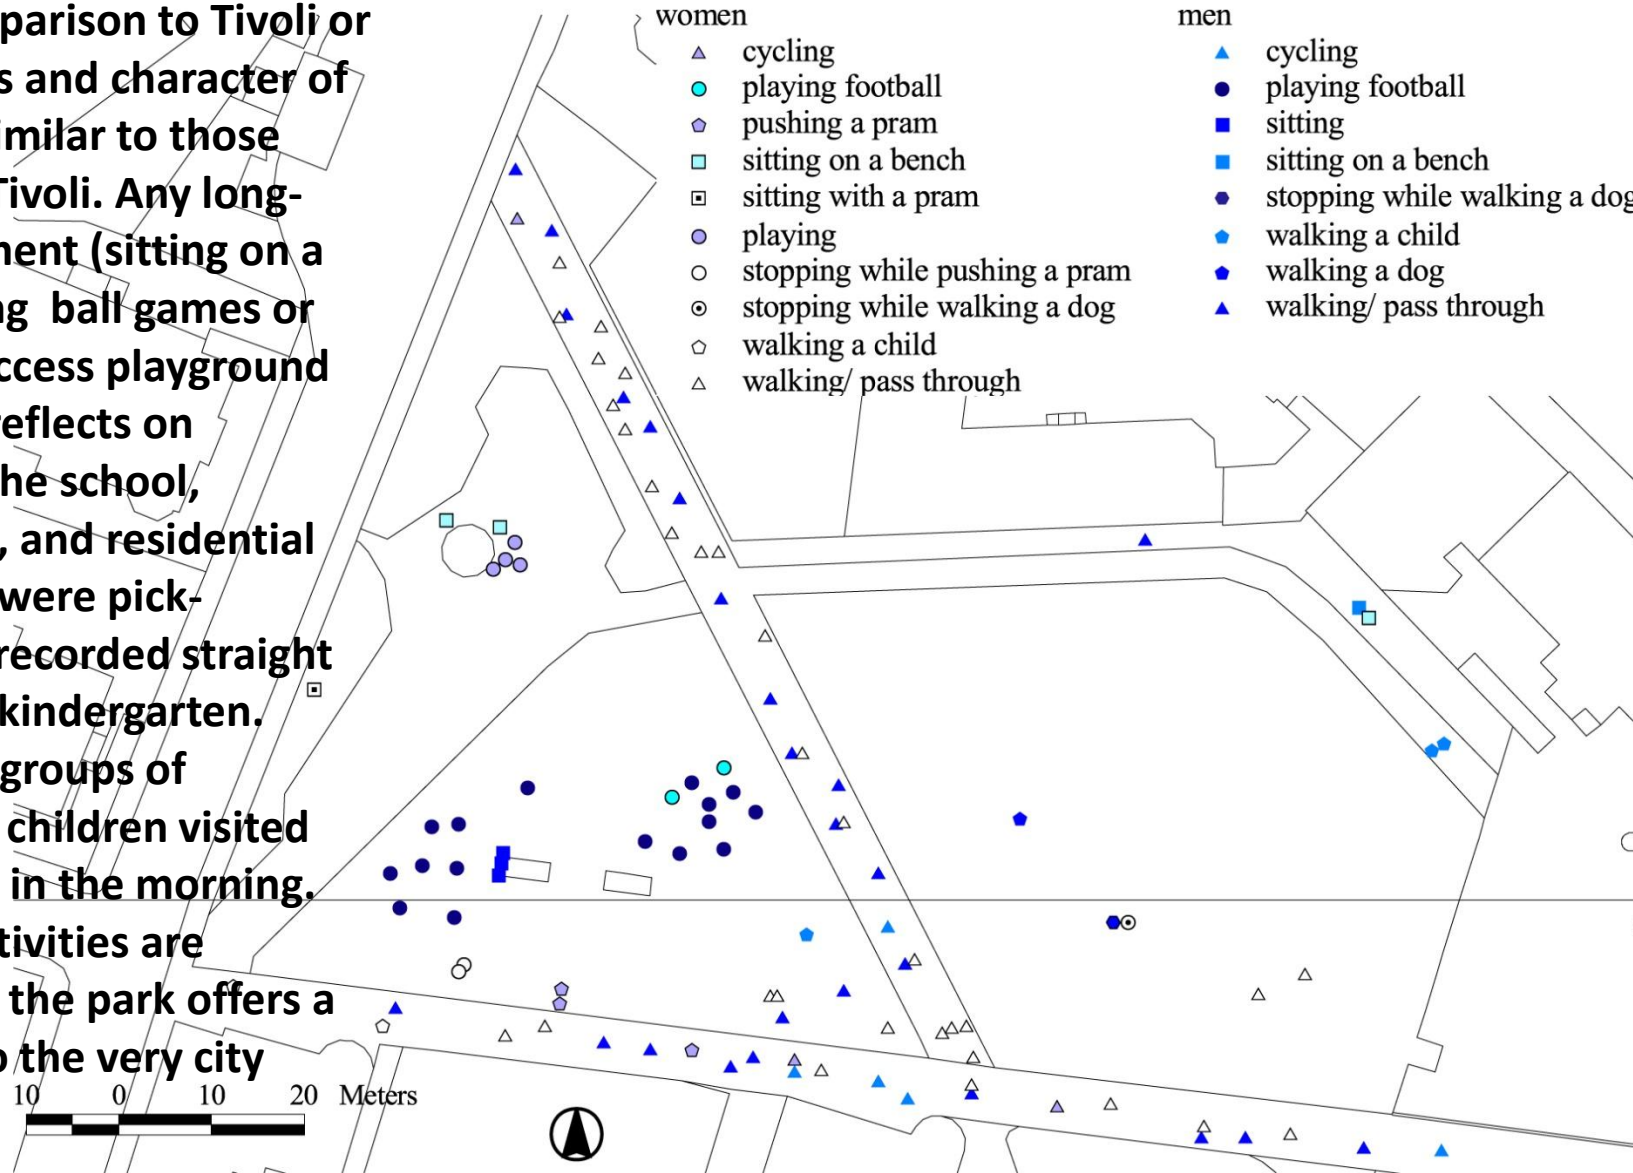 parison to Tivoli or
s and character of
imilar to those
Tivoli. Any long-
nent (sitting on a
ng ball games or
ccess playground
reflects on
he school,
, and residential
were pick-
recorded straight
kindergarten.
groups of
children visited
in the morning.
tivities are
the park offers a
o the very city
women
cycling
playing football
pushing a pram
sitting on a bench
sitting with a pram
playing
stopping while pushing a pram
stopping while walking a dog
walking a child
walking/ pass through
men
cycling
playing football
sitting
sitting on a bench
stopping while walking a dog
walking a child
walking a dog
walking/ pass through
10 0 10 20 Meters